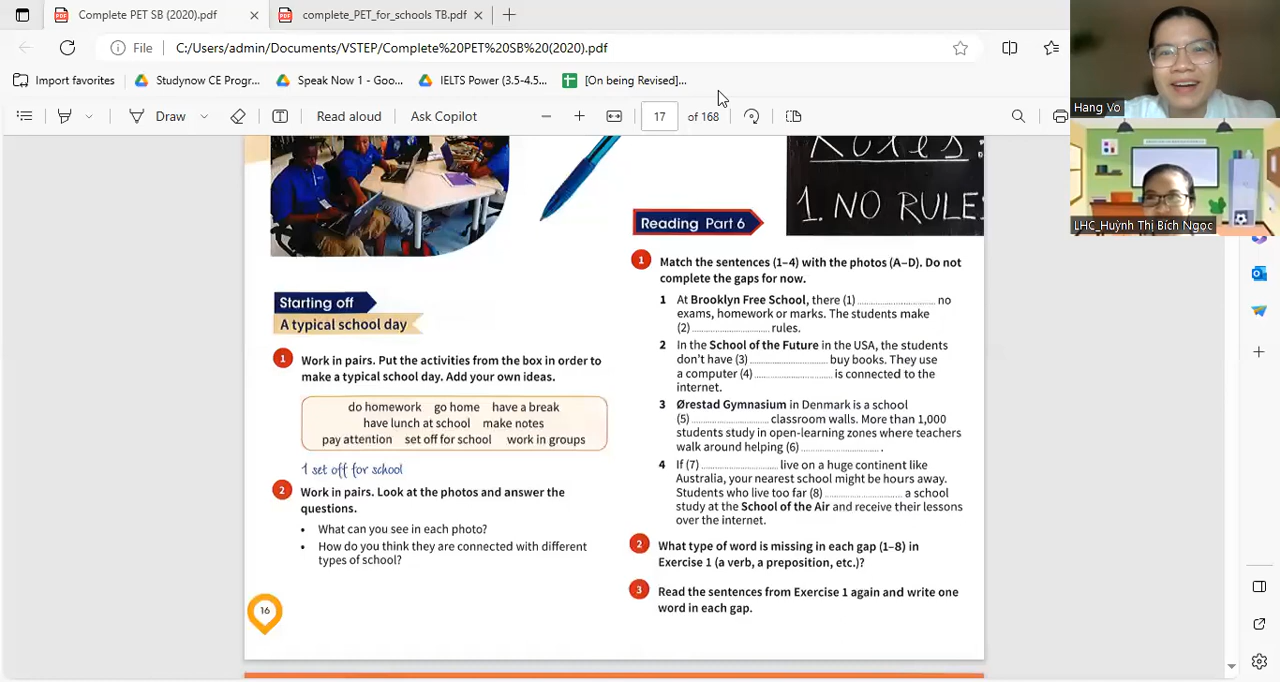 Complete PET SB (2020).pdf
complete_PET_for_schools TB.pdf
File
C:/Users/admin/Documents/VSTEP/Complete%20PET%20SB%20(2020).pdf
Import favorites
Studynow CE Progr...
Speak Now 1 - Goo...
IELTS Power (3.5-4.5...
[On being Revised]...
Draw
Read aloud
Ask Copilot
17
of 168
Hang Vo
LHC_Huỳnh Thị Bích Ngọc
Rules:
1. NO RULES
Starting off
A typical school day
1 Work in pairs. Put the activities from the box in order to
make a typical school day. Add your own ideas.
do homework go home have a break
have lunch at school make notes
pay attention set off for school work in groups
1 set off for school
2 Work in pairs. Look at the photos and answer the
questions.
• What can you see in each photo?
• How do you think they are connected with different
types of school?
16
Reading Part 6
1 Match the sentences (1–4) with the photos (A–D). Do not
complete the gaps for now.
1 At Brooklyn Free School, there (1) .............................. no
exams, homework or marks. The students make
(2) .............................. rules.
2 In the School of the Future in the USA, the students
don't have (3) .............................. buy books. They use
a computer (4) .............................. is connected to the
internet.
3 Ørestad Gymnasium in Denmark is a school
(5) .............................. classroom walls. More than 1,000
students study in open-learning zones where teachers
walk around helping (6) .............................. .
4 If (7) .............................. live on a huge continent like
Australia, your nearest school might be hours away.
Students who live too far (8) .............................. a school
study at the School of the Air and receive their lessons
over the internet.
2 What type of word is missing in each gap (1–8) in
Exercise 1 (a verb, a preposition, etc.)?
3 Read the sentences from Exercise 1 again and write one
word in each gap.